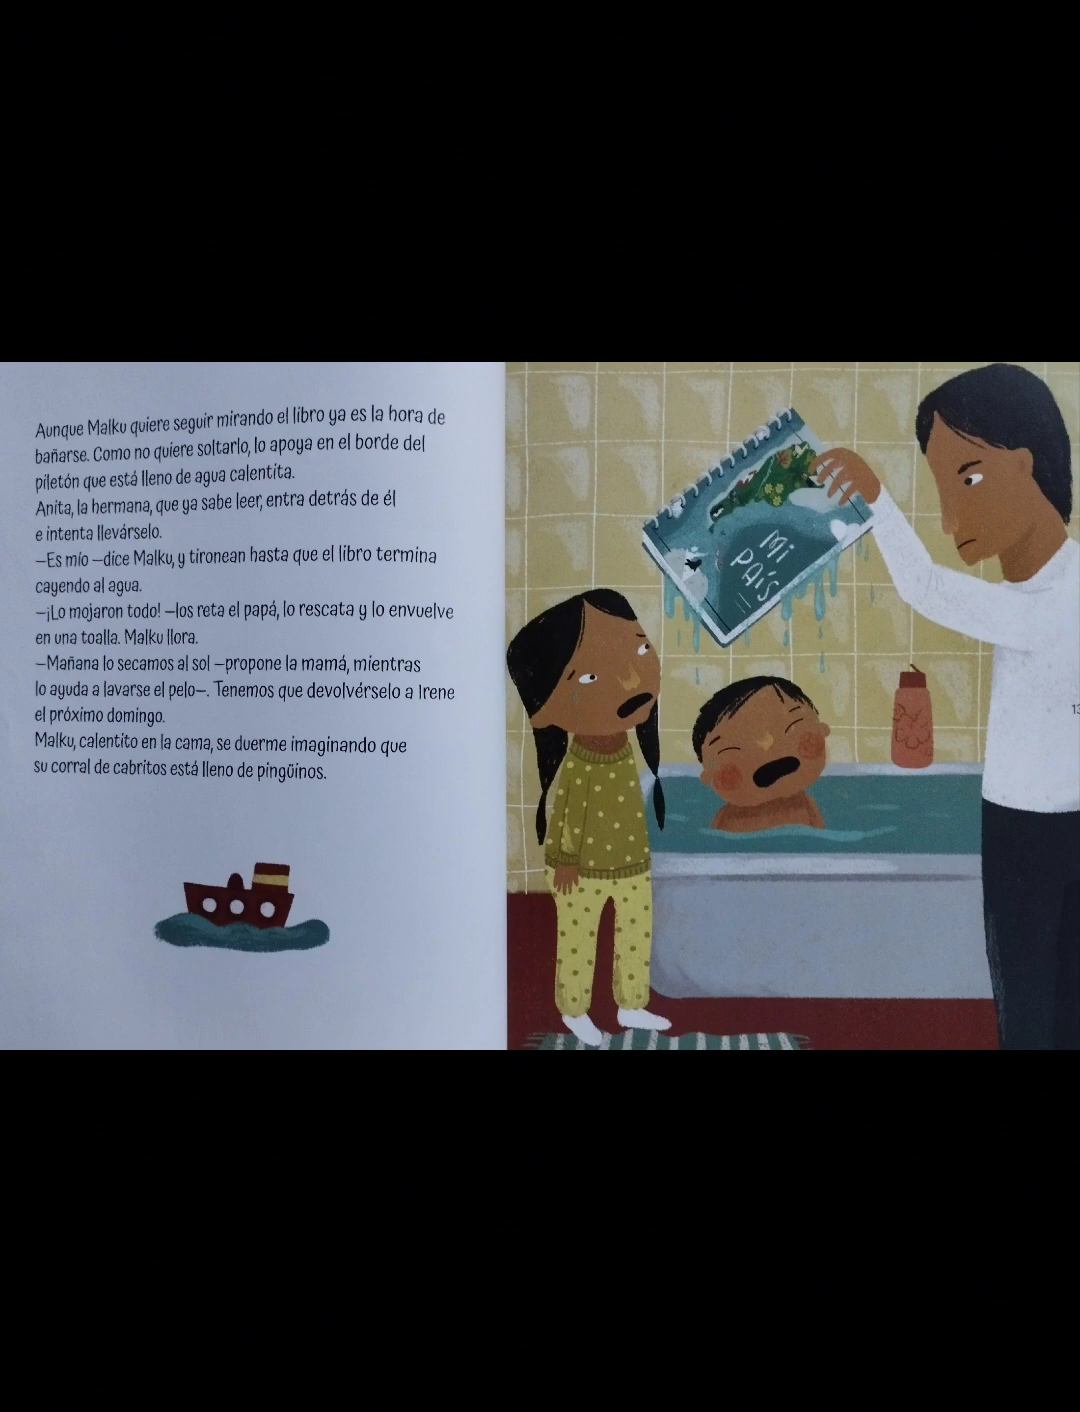 Aunque Malku quiere seguir mirando el libro ya es la hora de
bañarse. Como no quiere soltarlo, lo apoya en el borde del
piletón que está lleno de agua calentita.
Anita, la hermana, que ya sabe leer, entra detrás de él
e intenta llevárselo.
—Es mío —dice Malku, y tironean hasta que el libro termina
cayendo al agua.
—¡Lo mojaron todo! —los reta el papá, lo rescata y lo envuelve
en una toalla. Malku llora.
—Mañana lo secamos al sol —propone la mamá, mientras
lo ayuda a lavarse el pelo—. Tenemos que devolvérselo a Irene
el próximo domingo.
Malku, calentito en la cama, se duerme imaginando que
su corral de cabritos está lleno de pingüinos.
Mi
PAÍS
13